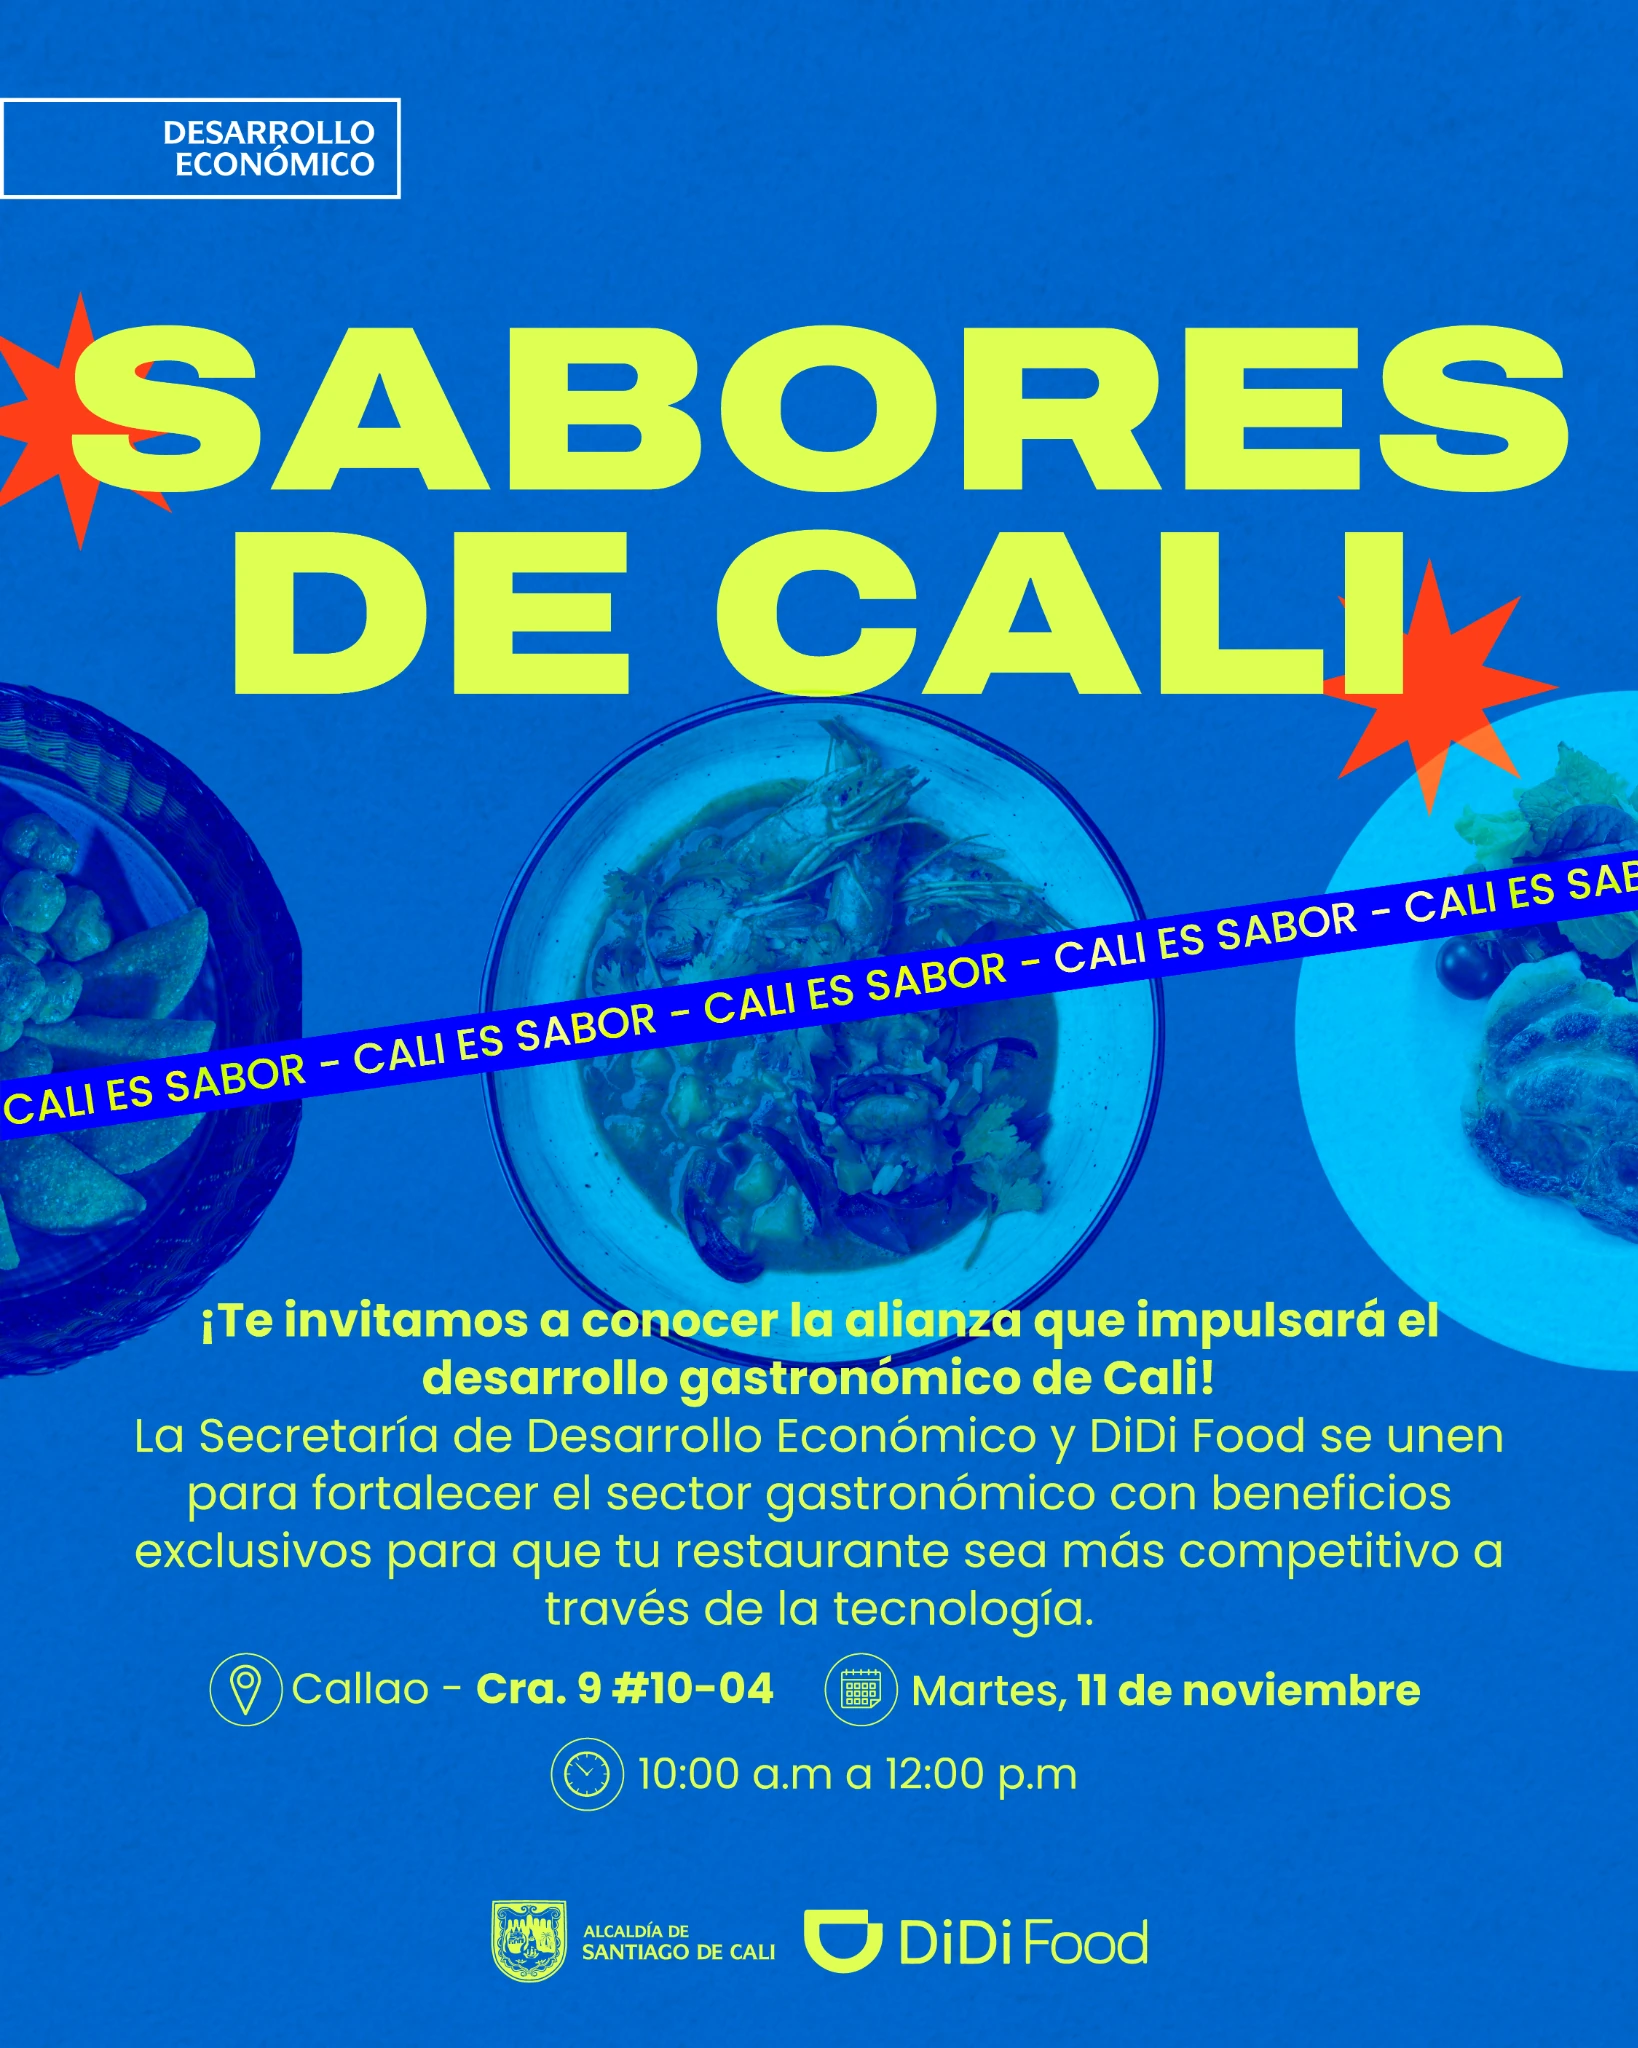 DESARROLLO
ECONÓMICO
SABORES
DE CALI
CALI ES SABOR - CALI ES SABOR - CALI ES SABOR - CALI ES SABOR - CALI ES SAB
¡Te invitamos a conocer la alianza que impulsará el
desarrollo gastronómico de Cali!
La Secretaría de Desarrollo Económico y DiDi Food se unen
para fortalecer el sector gastronómico con beneficios
exclusivos para que tu restaurante sea más competitivo a
través de la tecnología.
Callao - Cra. 9 #10-04 Martes, 11 de noviembre
10:00 a.m a 12:00 p.m
ALCALDÍA DE
SANTIAGO DE CALI
DiDi Food